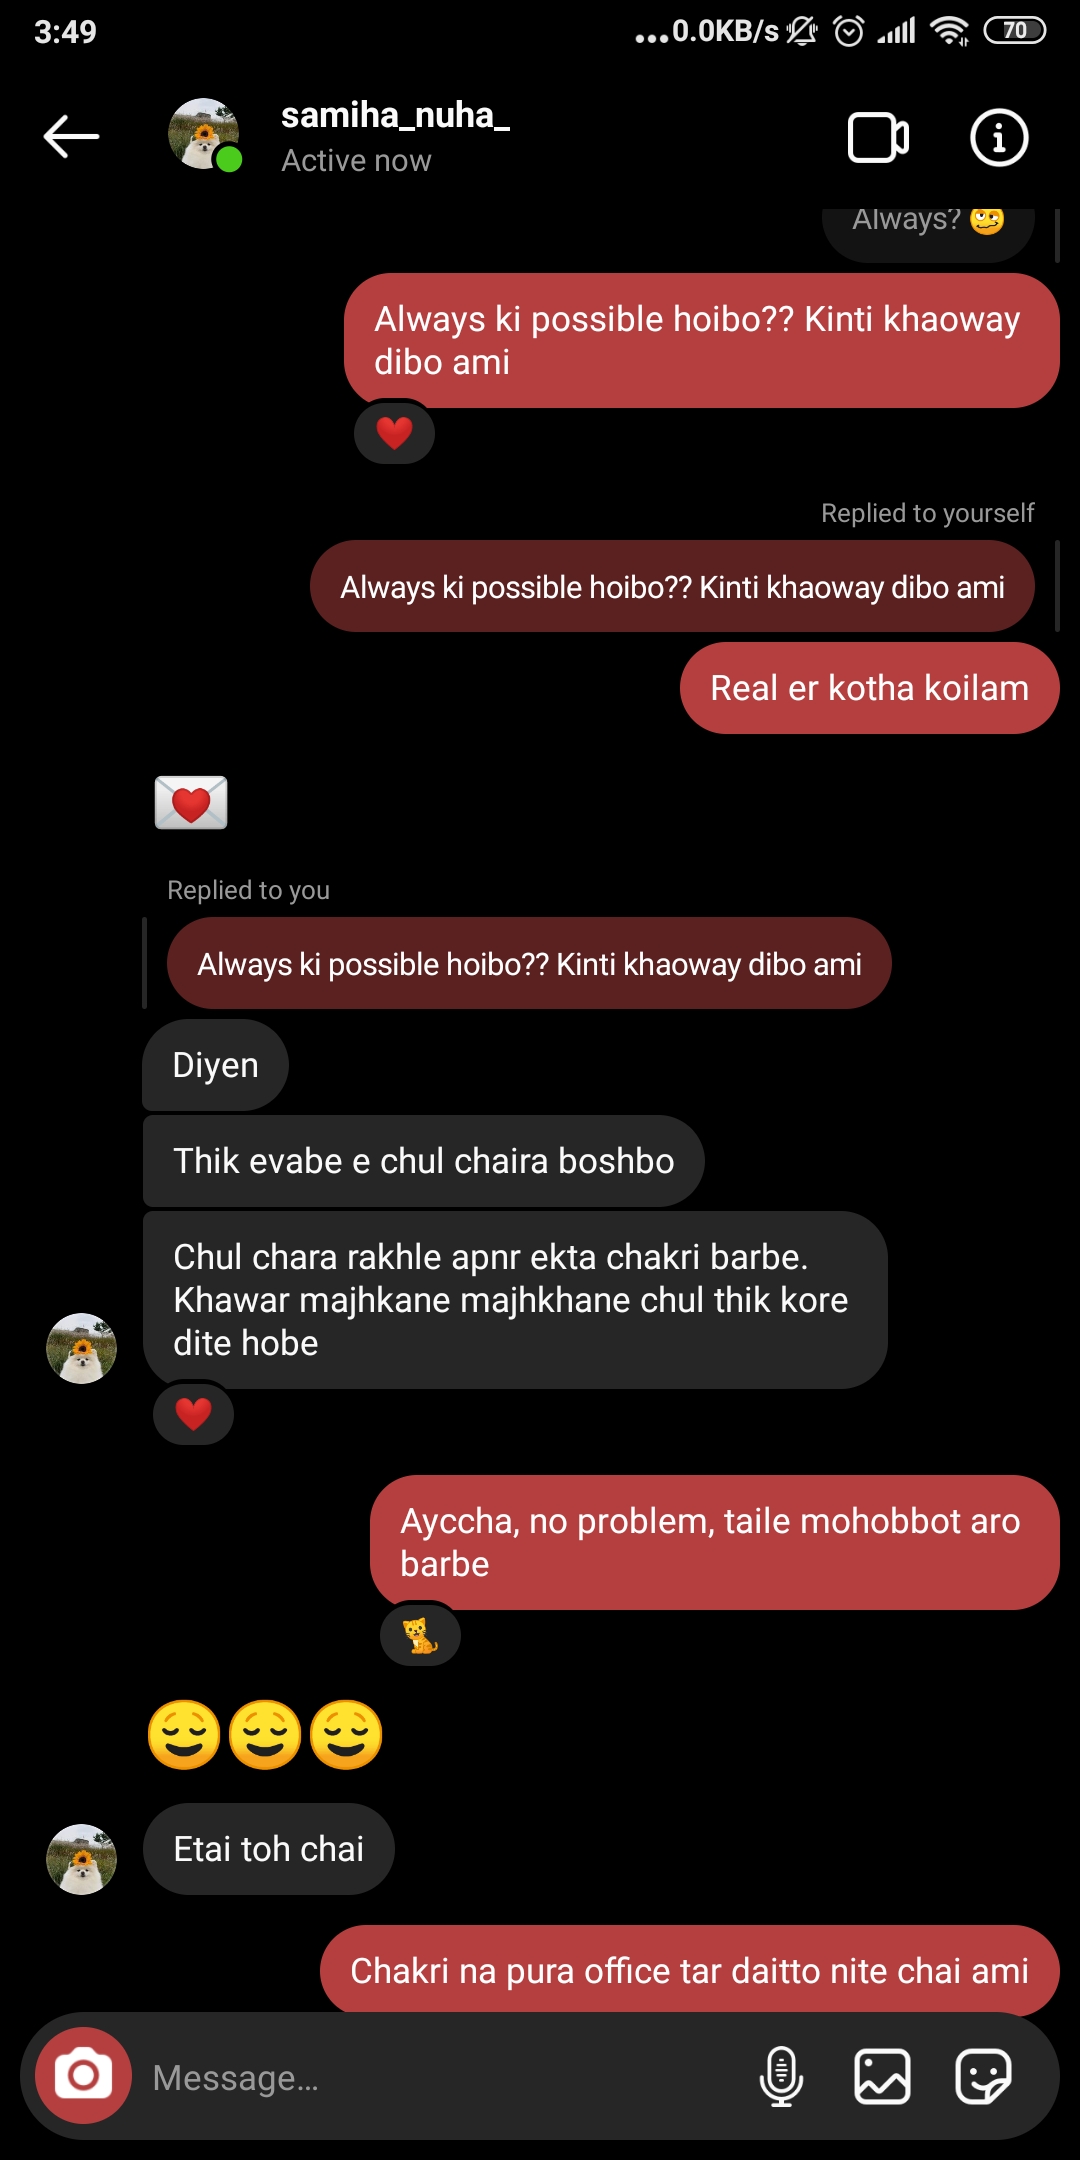 3:49
...0.0KB/s
70
samiha_nuha_
Active now
Always?
Always ki possible hoibo?? Kinti khaoway
dibo ami
Replied to yourself
Always ki possible hoibo?? Kinti khaoway dibo ami
Real er kotha koilam
Replied to you
Always ki possible hoibo?? Kinti khaoway dibo ami
Diyen
Thik evabe e chul chaira boshbo
Chul chara rakhle apnr ekta chakri barbe.
Khawar majhkane majhkhane chul thik kore
dite hobe
Ayccha, no problem, taile mohobbot aro
barbe
Etai toh chai
Chakri na pura office tar daitto nite chai ami
Message...